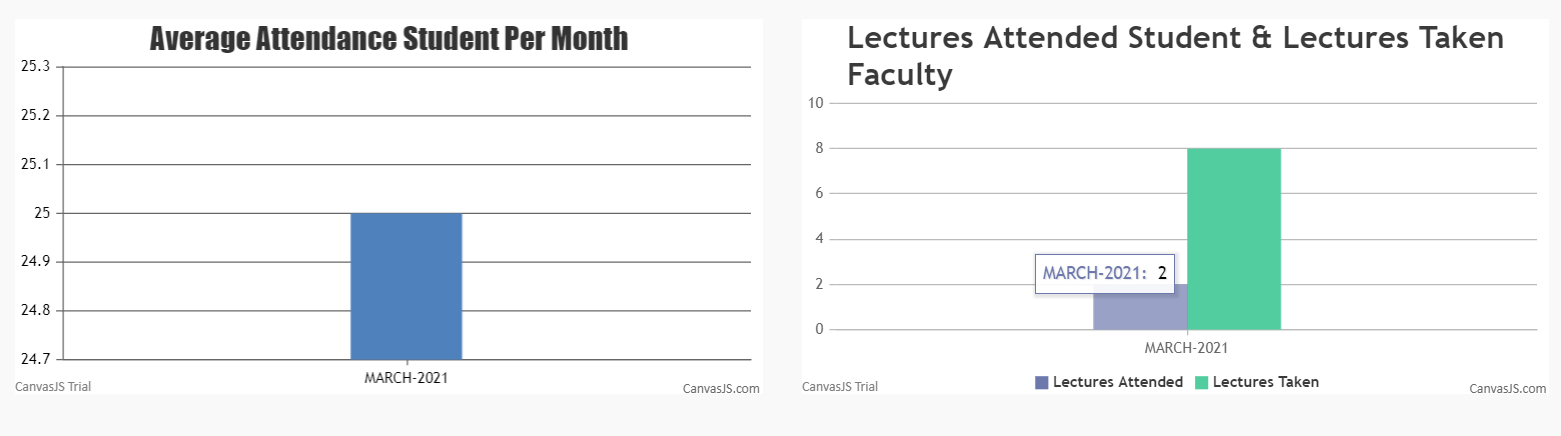 Average Attendance Student Per Month
25.3
25.2
25.1
25
24.9
24.8
24.7
MARCH-2021
CanvasJS Trial
CanvasJS.com
Lectures Attended Student & Lectures Taken
Faculty
10
8
6
4
2
0
MARCH-2021: 2
MARCH-2021
Lectures Attended
Lectures Taken
CanvasJS Trial
CanvasJS.com